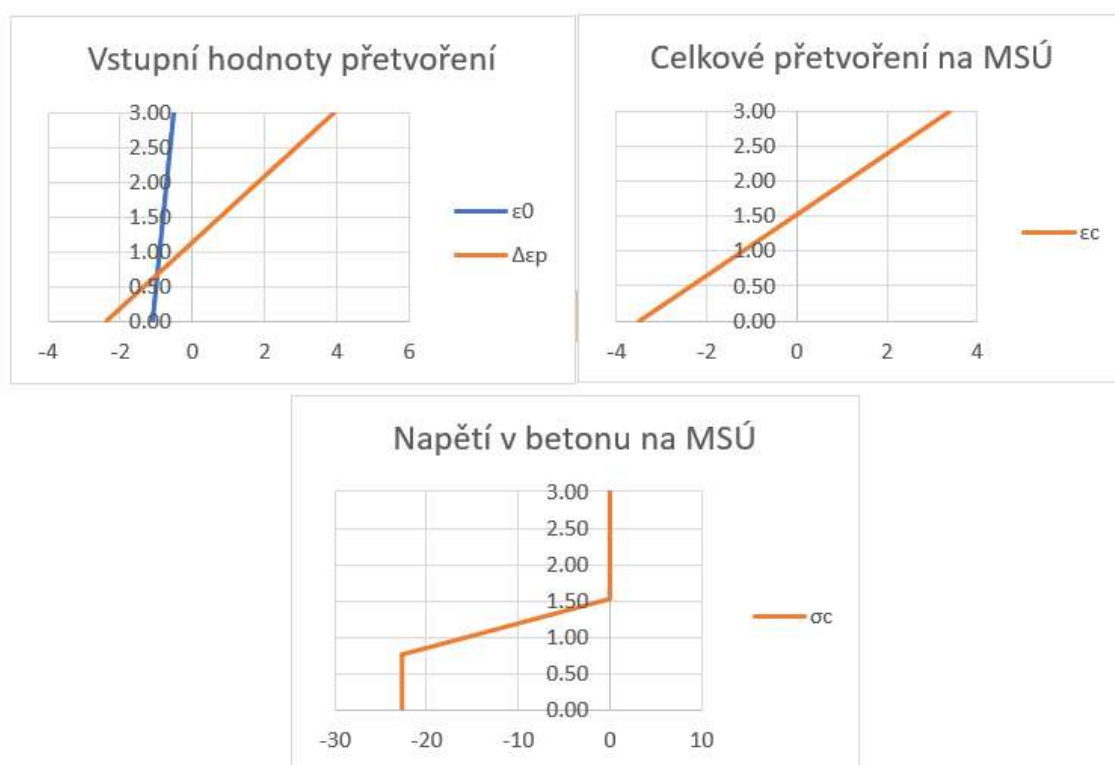 Vstupní hodnoty přetvoření
3.00
2.50
2.00
1.50
1.00
0.50
0.00
-4 -2 0 2 4 6
ε0
Δεp
Celkové přetvoření na MSÚ
3.00
2.50
2.00
1.50
1.00
0.50
0.00
-4 -2 0 2 4
εc
Napětí v betonu na MSÚ
3.00
2.50
2.00
1.50
1.00
0.50
0.00
-30 -20 -10 0 10
σc